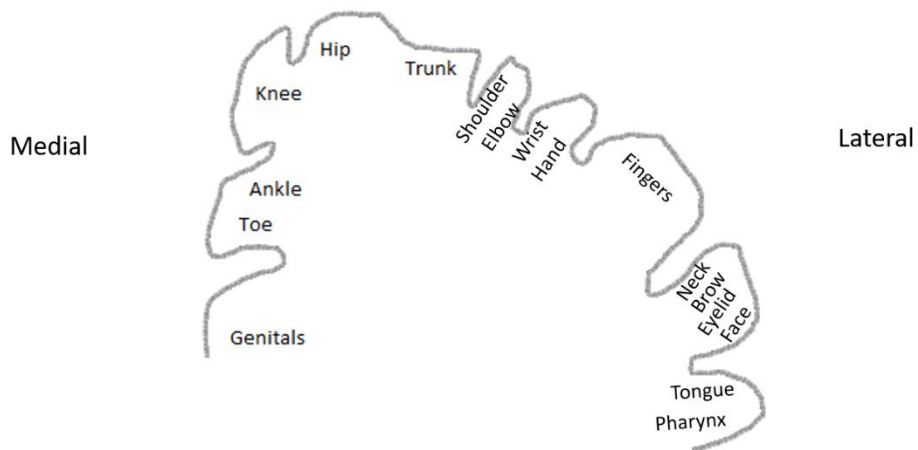 Medial
Lateral
Genitals
Toe
Ankle
Knee
Hip
Trunk
Shoulder
Elbow
Wrist
Hand
Fingers
Neck
Brow
Eyelid
Face
Tongue
Pharynx